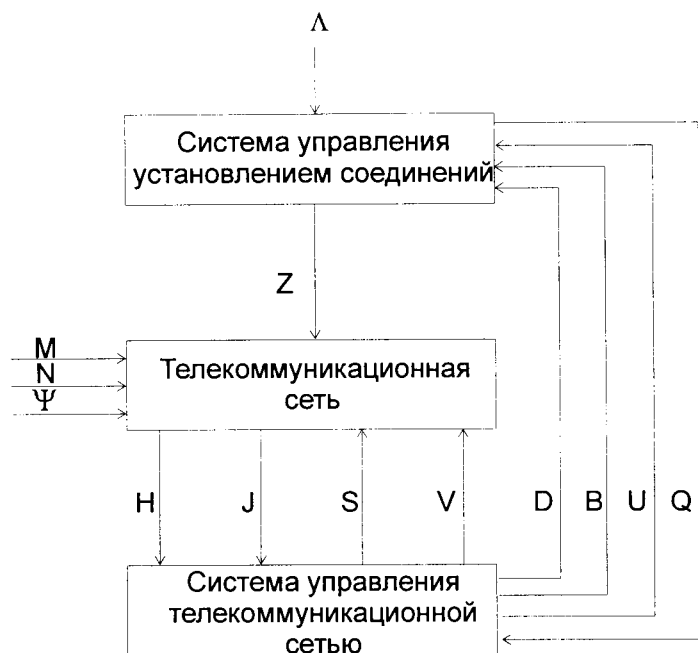 Λ
Система управления
установлением соединений
Z
M
N
Ψ
Телекоммуникационная
сеть
H J S V D B U Q
Система управления
телекоммуникационной
сетью